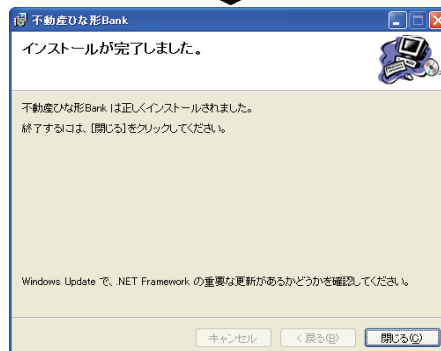 不動産ひな形Bank
インストールが完了しました。
不動産ひな形Bank は正しくインストールされました。
終了するには、[閉じる]をクリックしてください。
Windows Update で、.NET Framework の重要な更新があるかどうかを確認してください。
キャンセル
< 戻る(B)
閉じる(C)